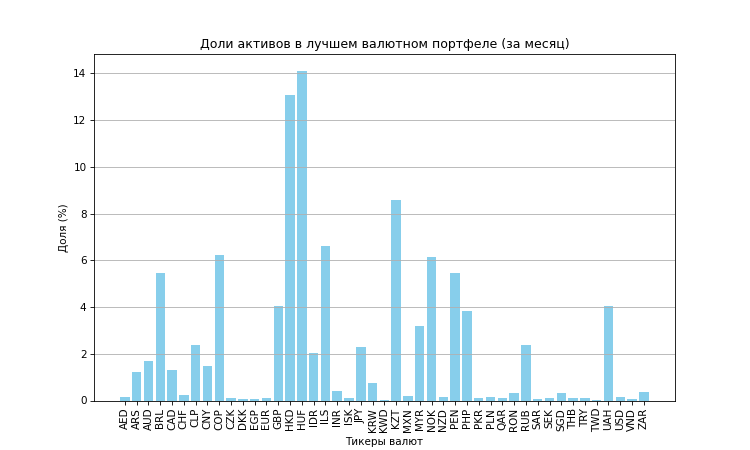 Доли активов в лучшем валютном портфеле (за месяц)
Доля (%)
14
12
10
8
6
4
2
0
AED ARS AUD BRL CAD CHF CLP CNY COP CZK DKK EGP EUR GBP HKD HUF IDR ILS INR ISK JPY KRW KWD KZT MXN MYR NOK NZD PEN PHP PKR PLN QAR RON RUB SAR SEK SGD THB TRY TWD UAH USD VND ZAR
Тикеры валют